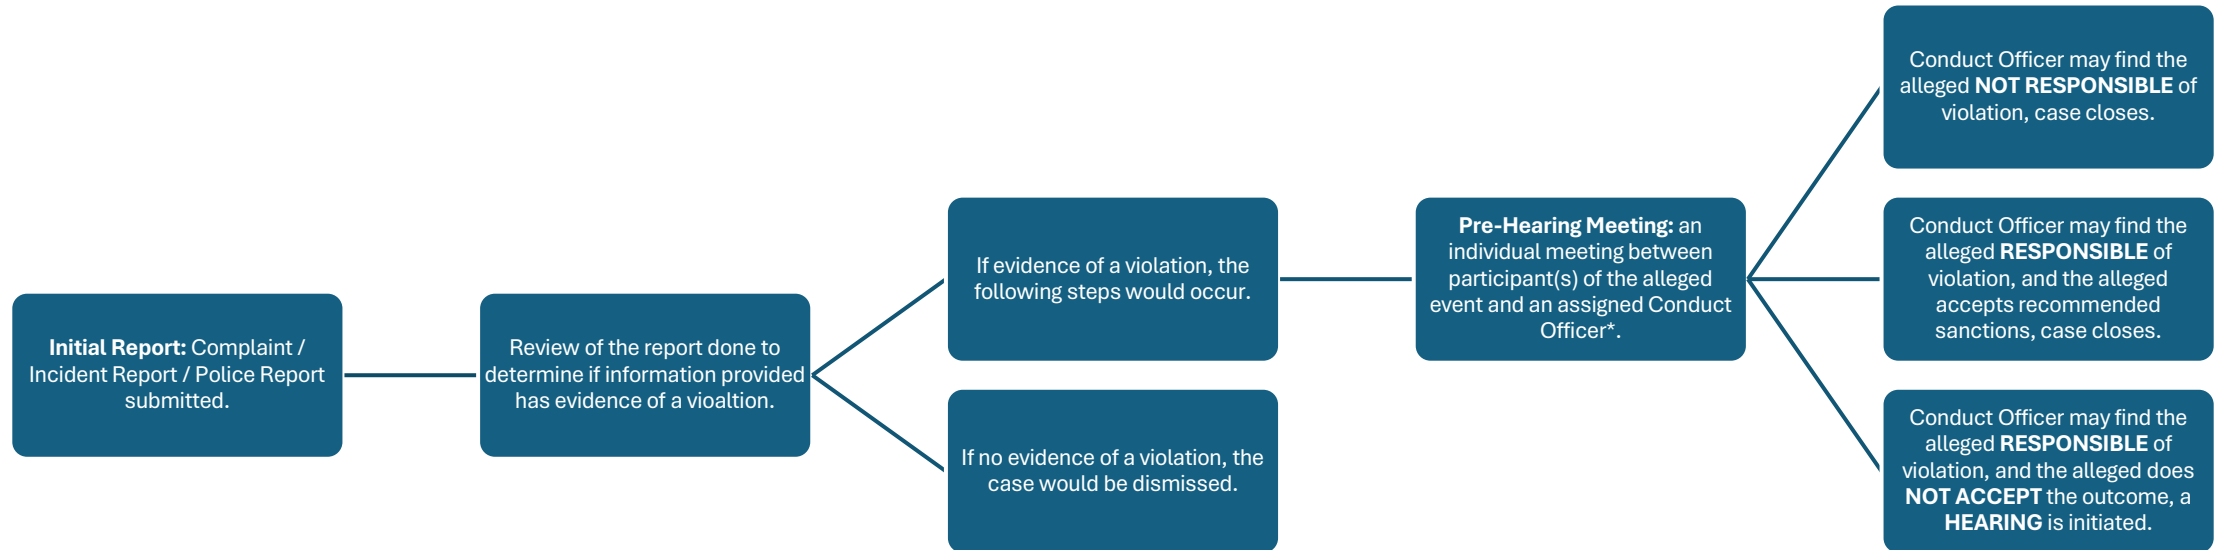 Initial Report: Complaint /
Incident Report / Police Report
submitted.
Review of the report done to
determine if information provided
has evidence of a vioaltion.
If evidence of a violation, the
following steps would occur.
If no evidence of a violation, the
case would be dismissed.
Pre-Hearing Meeting: an
individual meeting between
participant(s) of the alleged
event and an assigned Conduct
Officer*.
Conduct Officer may find the
alleged NOT RESPONSIBLE of
violation, case closes.
Conduct Officer may find the
alleged RESPONSIBLE of
violation, and the alleged
accepts recommended
sanctions, case closes.
Conduct Officer may find the
alleged RESPONSIBLE of
violation, and the alleged does
NOT ACCEPT the outcome, a
HEARING is initiated.